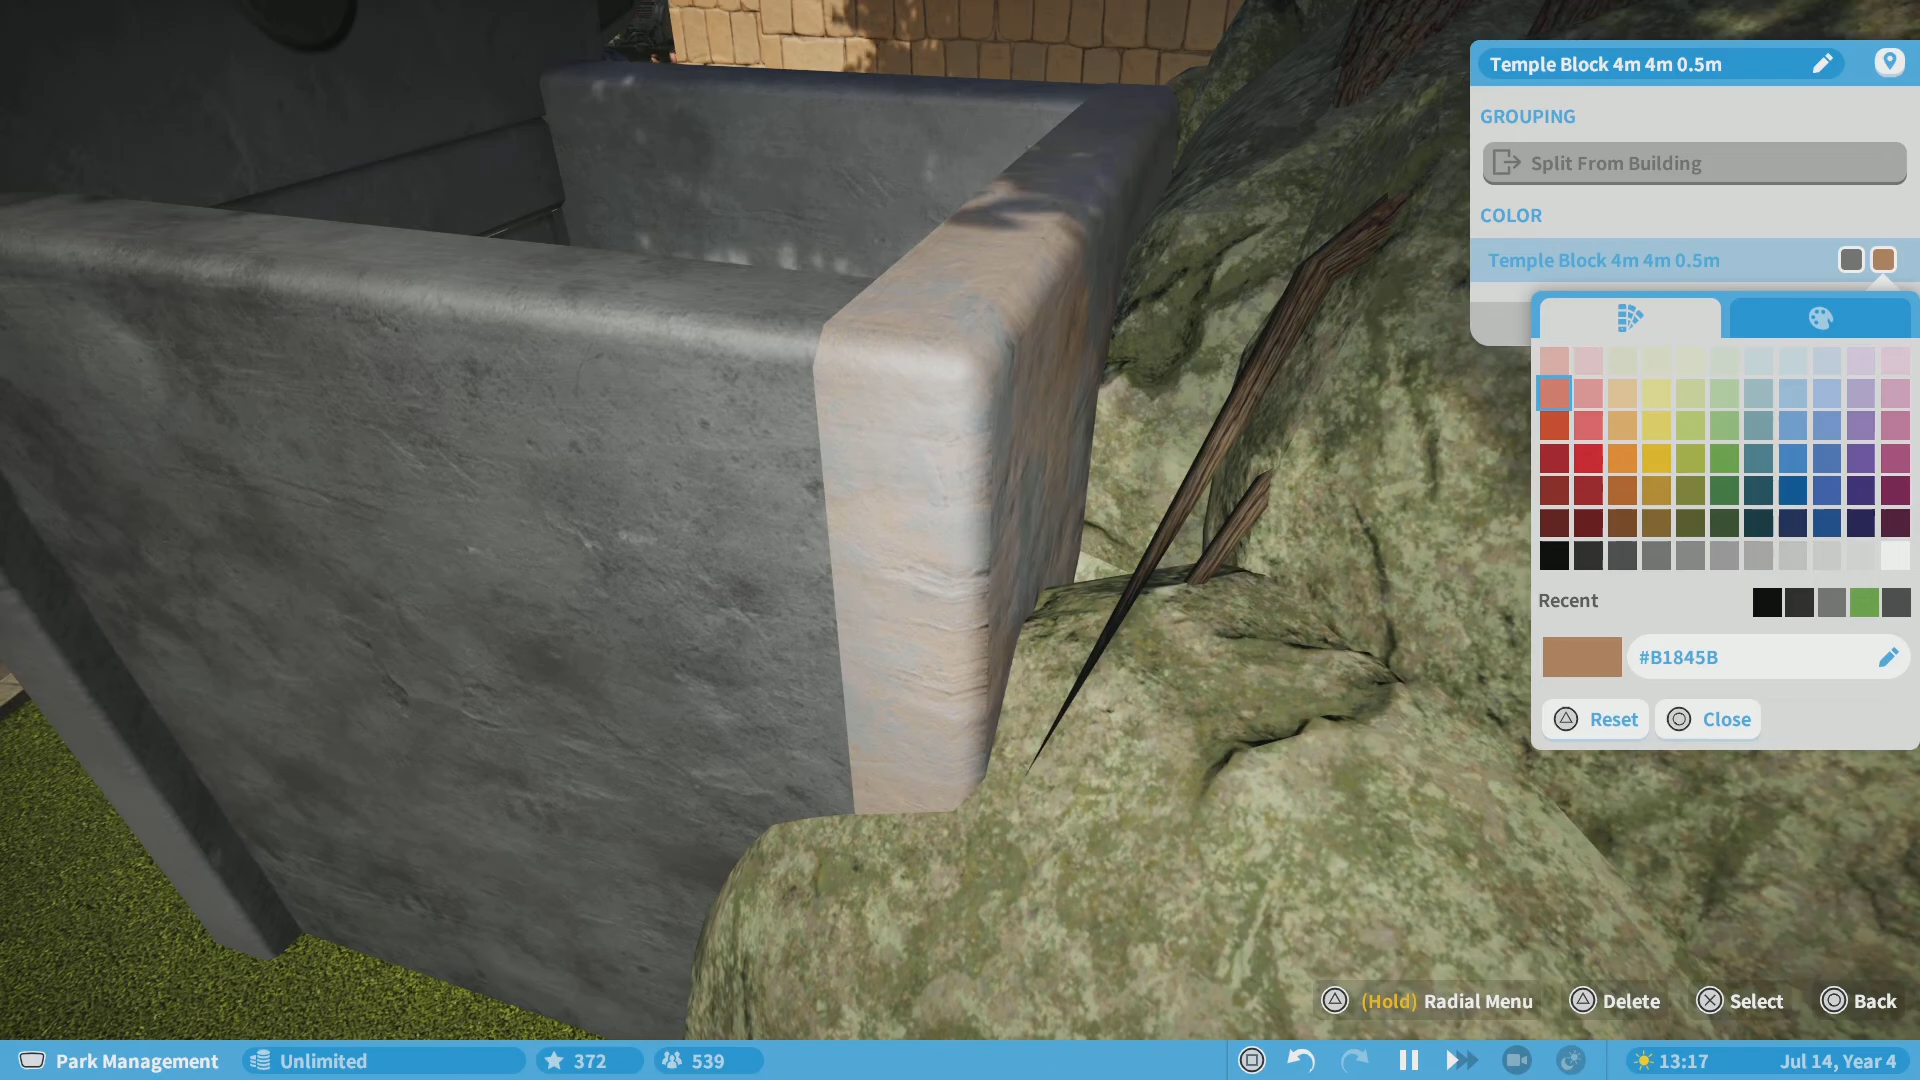 Temple Block 4m 4m 0.5m
GROUPING
Split From Building
COLOR
Temple Block 4m 4m 0.5m
Recent
#B1845B
Reset
Close
(Hold) Radial Menu
Delete
Select
Back
Park Management
Unlimited
372
539
13:17
Jul 14, Year 4